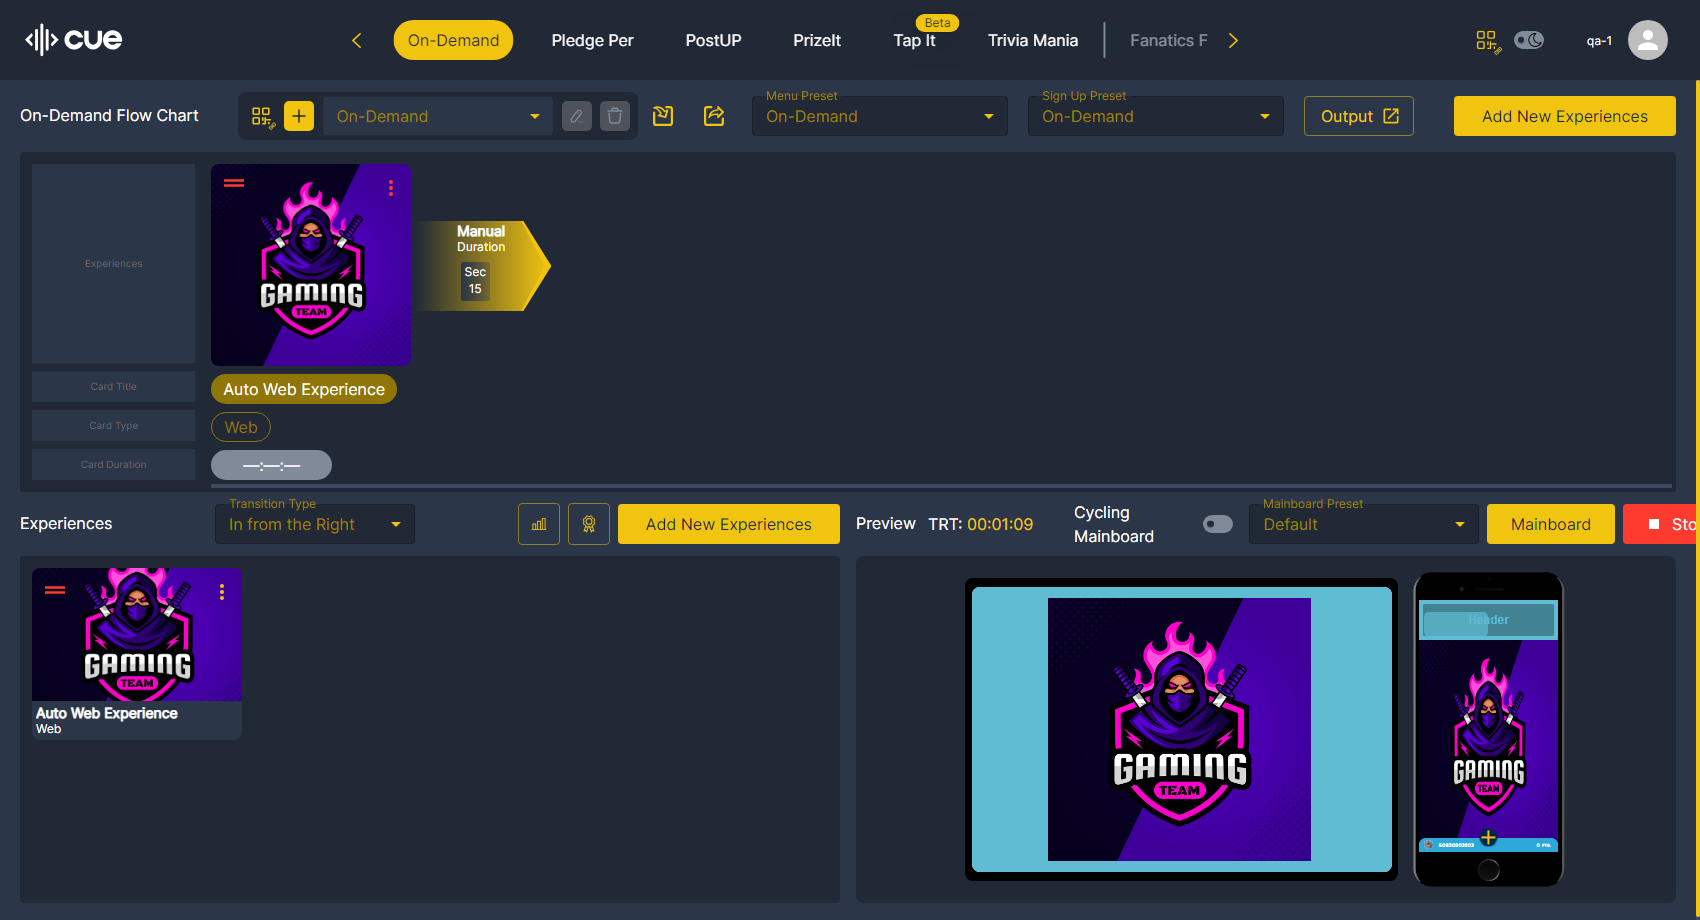 cue
On-Demand
Pledge Per
PostUP
PrizeIt
Beta
Tap It
Trivia Mania
Fanatics F
qa-1
On-Demand Flow Chart
On-Demand
Menu Preset
On-Demand
Sign Up Preset
On-Demand
Output
Add New Experiences
Experiences
GAMING
TEAM
Manual
Duration
Sec
15
Card Title
Auto Web Experience
Card Type
Web
Card Duration
—:—:—
Experiences
Transition Type
In from the Right
Add New Experiences
Preview
TRT: 00:01:09
Cycling
Mainboard
Mainboard Preset
Default
Mainboard
Sto
GAMING
TEAM
Auto Web Experience
Web
GAMING
TEAM
Header
GAMING
TEAM
0 Pts.